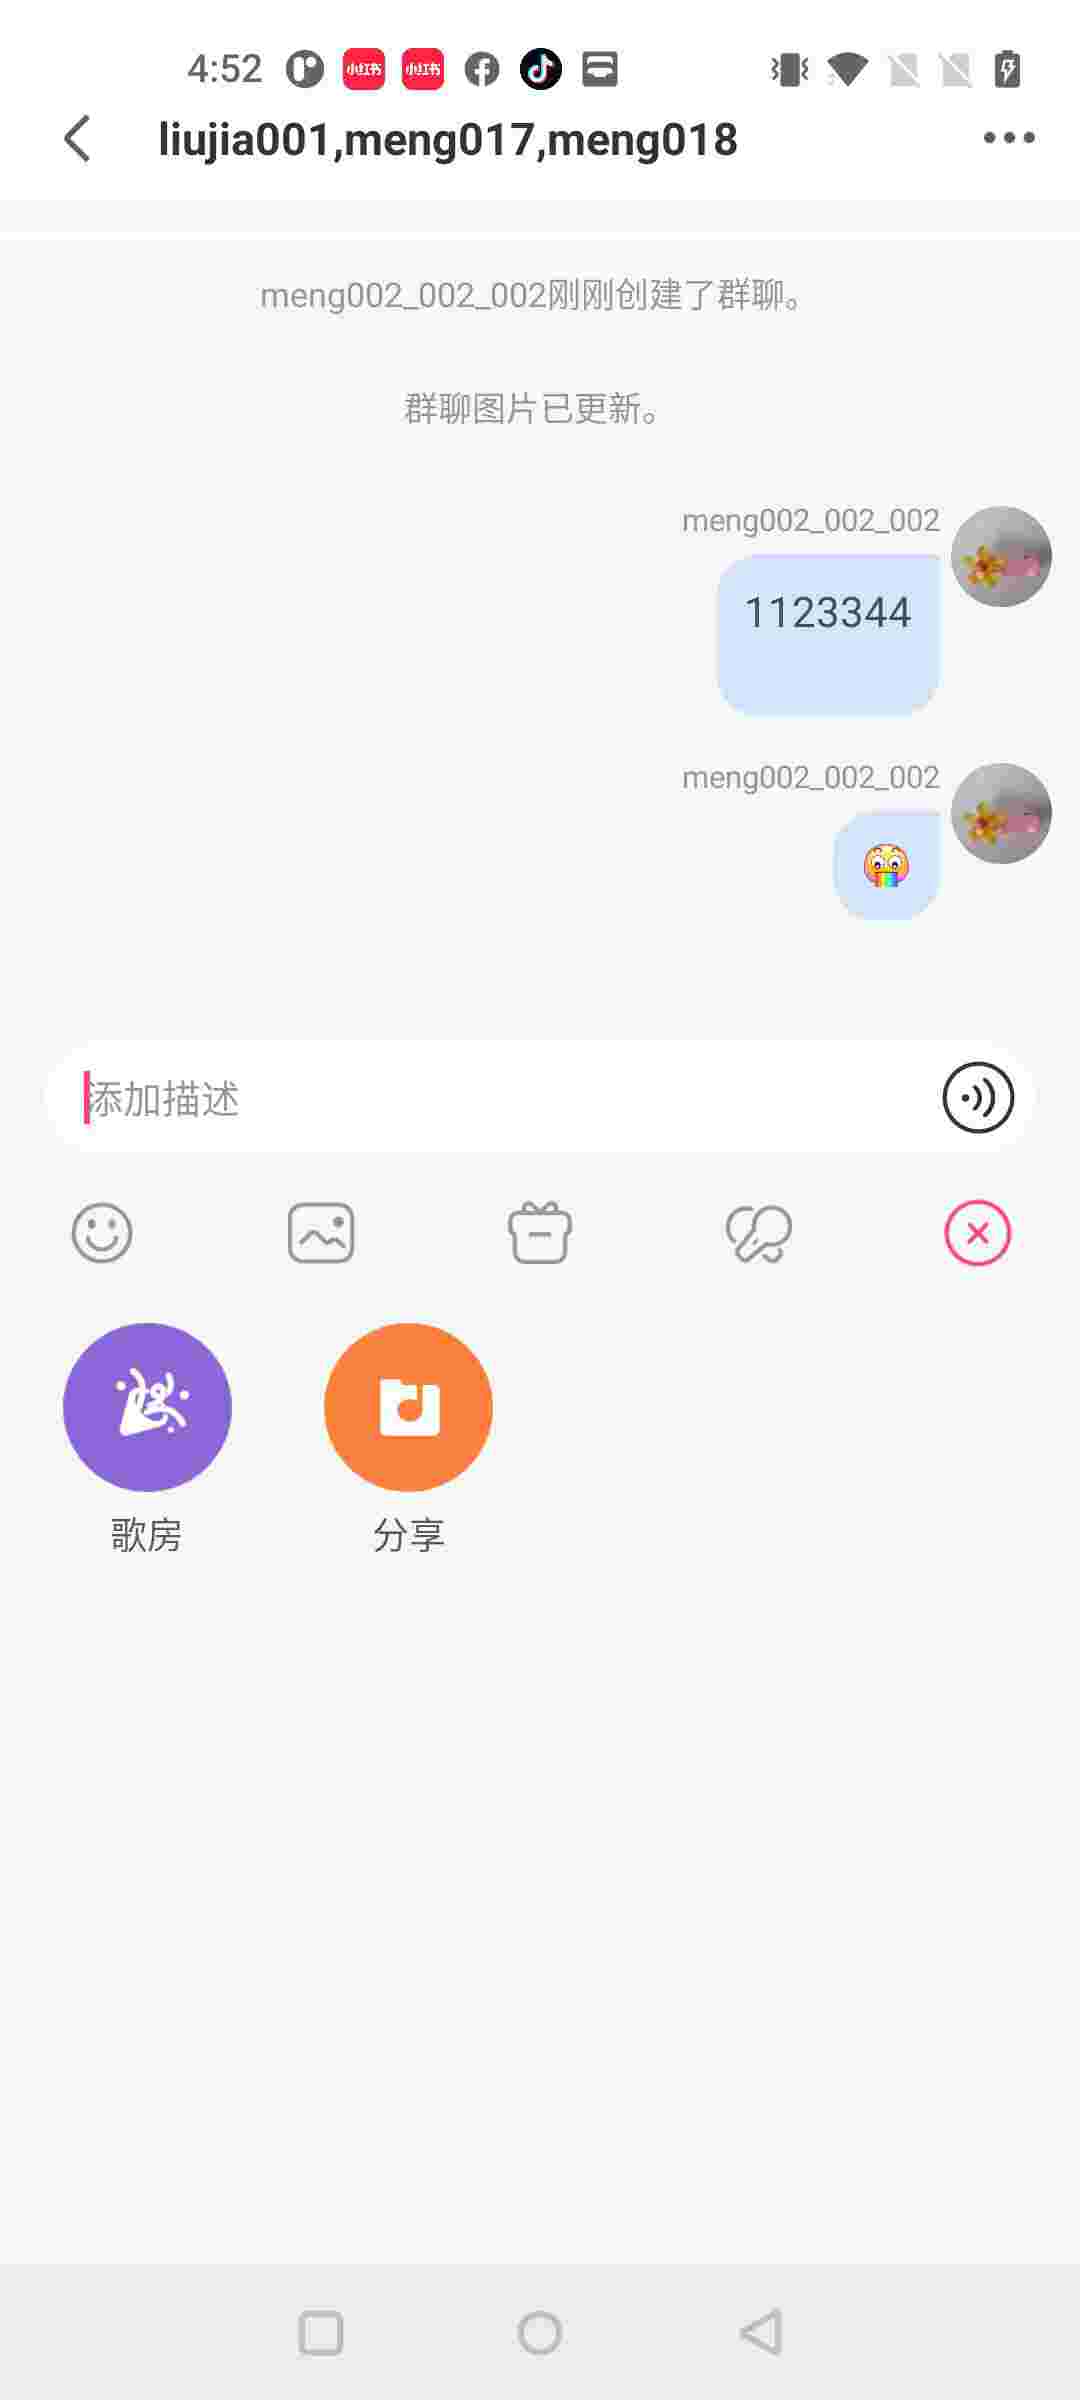 4:52
小红书 小红书
liujia001,meng017,meng018
meng002_002_002刚刚创建了群聊。
群聊图片已更新。
meng002_002_002
1123344
meng002_002_002
添加描述
歌房
分享